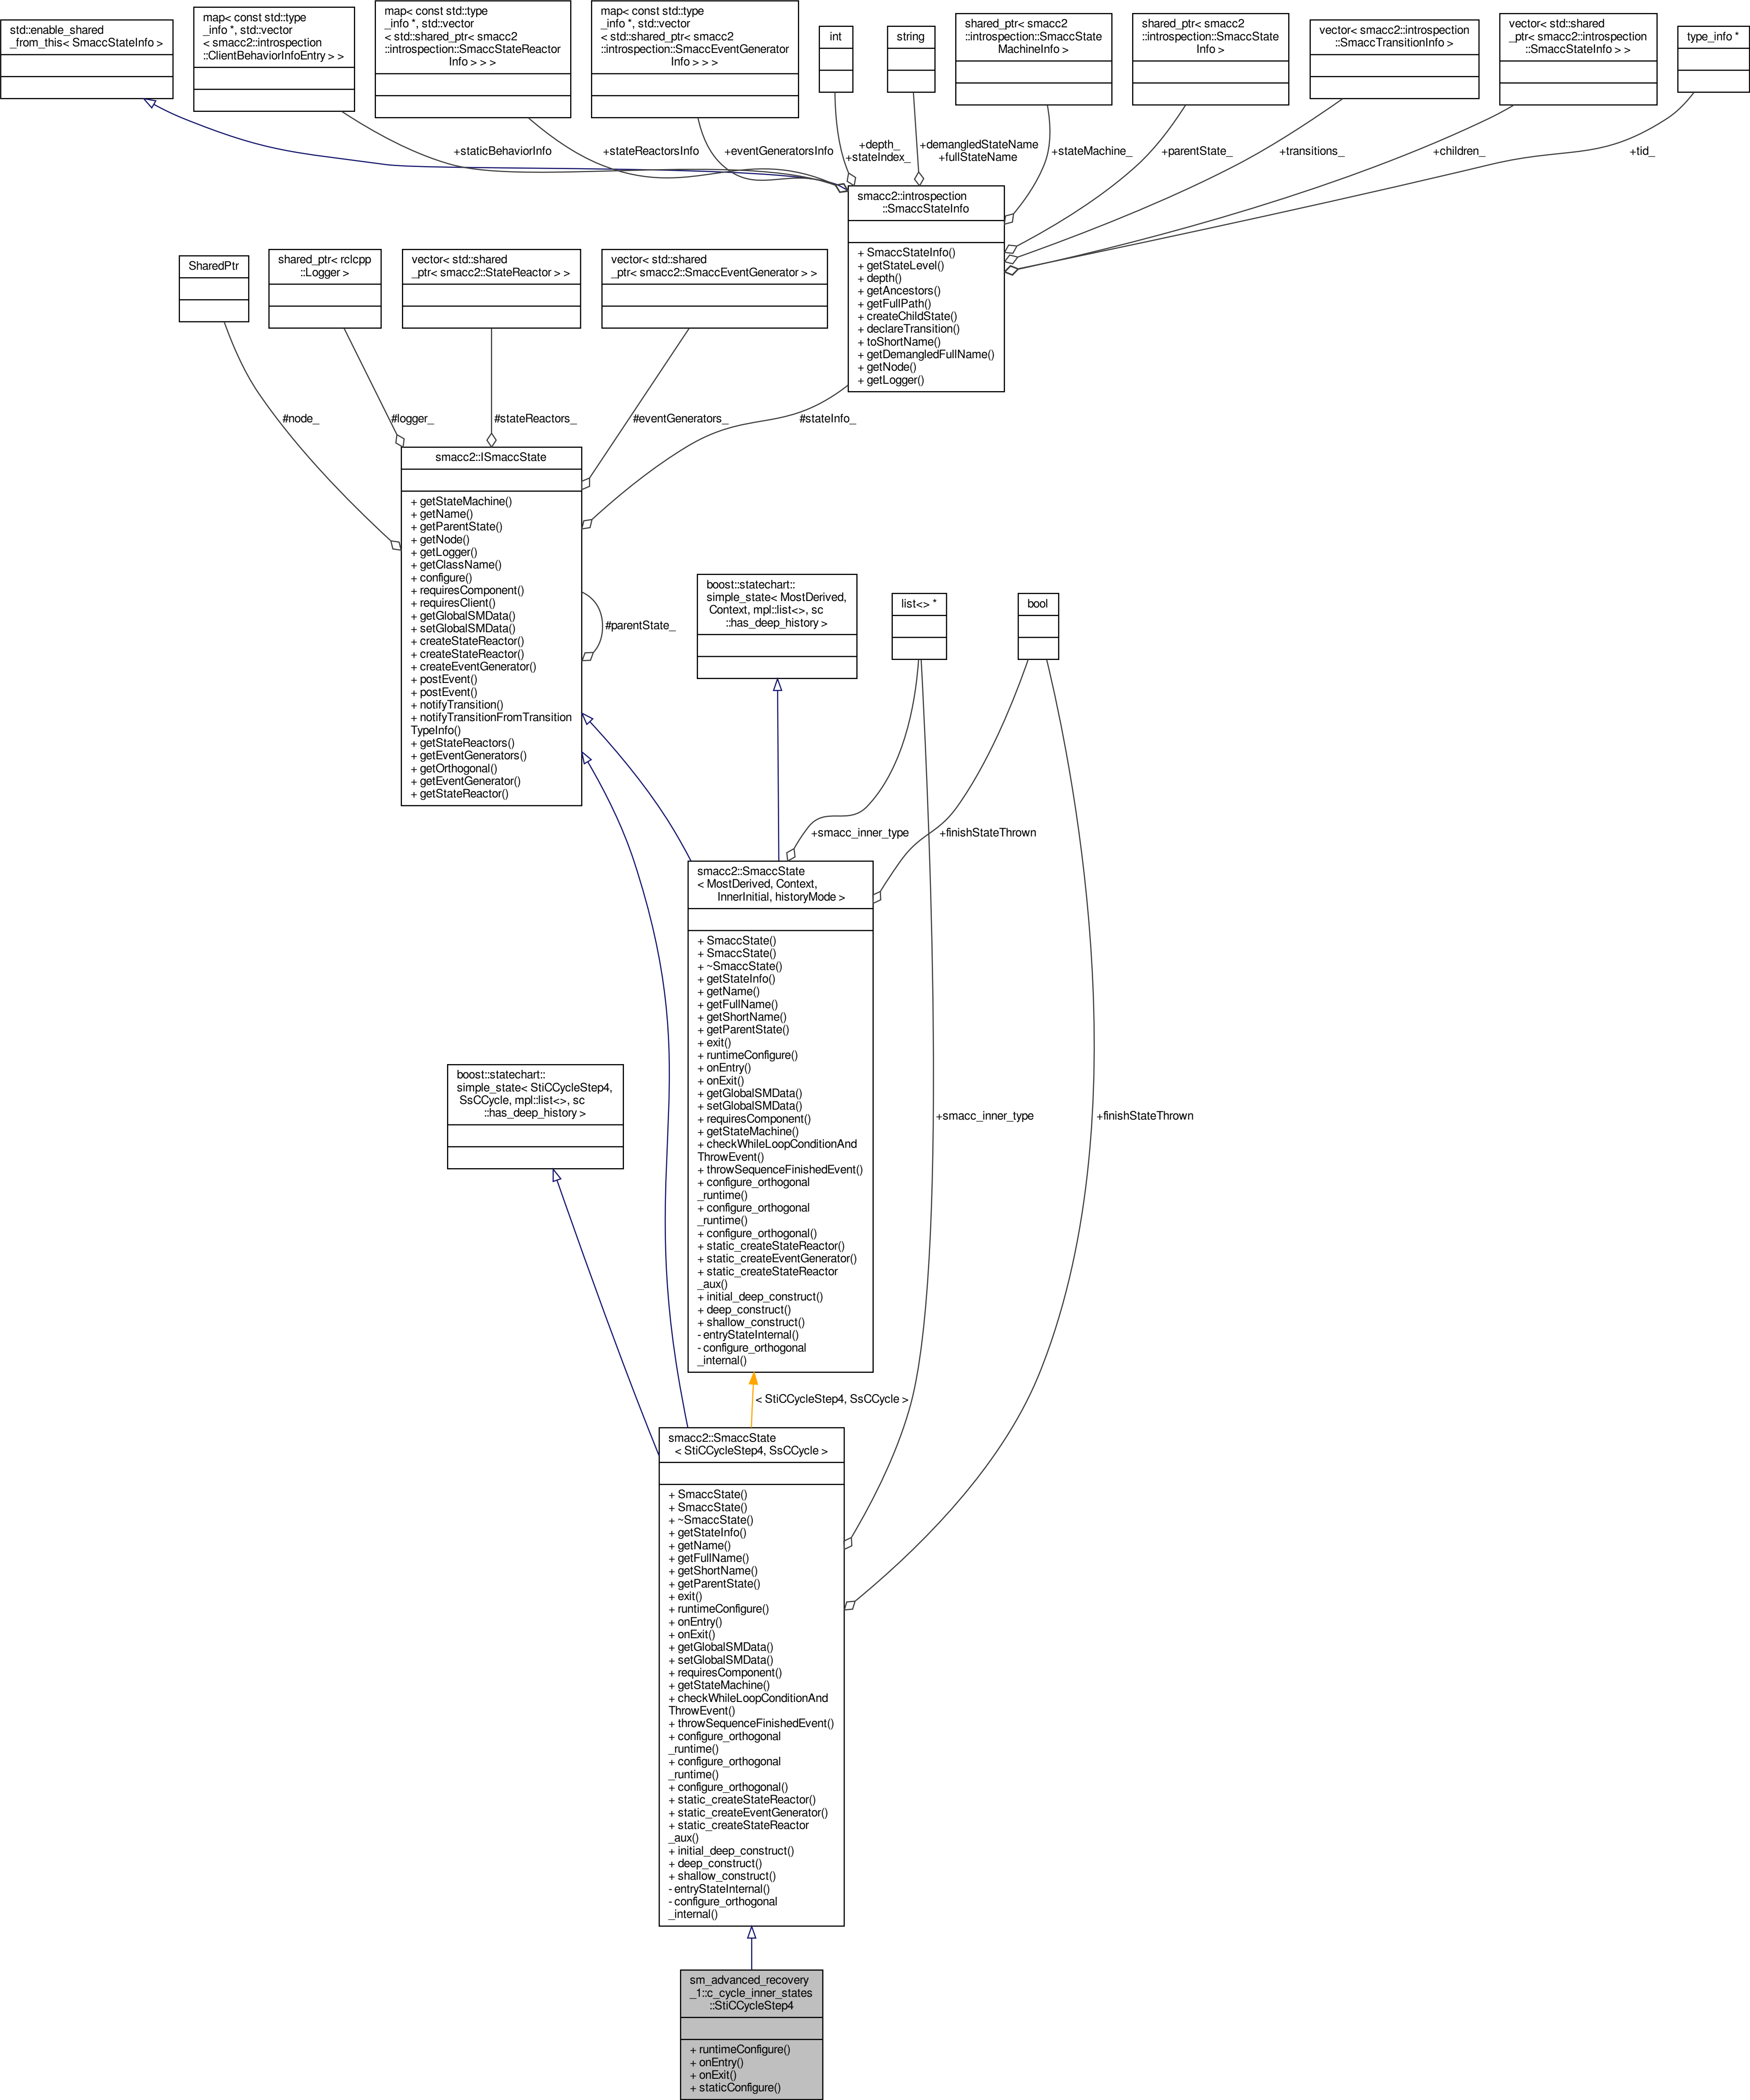 std::enable_shared
_from_this< SmaccStateInfo >
map< const std::type
_info *, std::vector
< smacc2::introspection
::ClientBehaviorInfoEntry > >
map< const std::type
_info *, std::vector
< std::shared_ptr< smacc2
::introspection::SmaccStateReactor
Info > > >
map< const std::type
_info *, std::vector
< std::shared_ptr< smacc2
::introspection::SmaccEventGenerator
Info > > >
int
string
shared_ptr< smacc2
::introspection::SmaccState
MachineInfo >
shared_ptr< smacc2
::introspection::SmaccState
Info >
vector< smacc2::introspection
::SmaccTransitionInfo >
vector< std::shared
_ptr< smacc2::introspection
::SmaccStateInfo > >
type_info *
+staticBehaviorInfo
+stateReactorsInfo
+eventGeneratorsInfo
+depth_
+stateIndex_
+demangledStateName
+fullStateName
+stateMachine_
+parentState_
+transitions_
+children_
+tid_
smacc2::introspection
::SmaccStateInfo
+ SmaccStateInfo()
+ getStateLevel()
+ depth()
+ getAncestors()
+ getFullPath()
+ createChildState()
+ declareTransition()
+ toShortName()
+ getDemangledFullName()
+ getNode()
+ getLogger()
SharedPtr
shared_ptr< rclcpp
::Logger >
vector< std::shared
_ptr< smacc2::StateReactor > >
vector< std::shared
_ptr< smacc2::SmaccEventGenerator > >
#node_
#logger_
#stateReactors_
#eventGenerators_
#stateInfo_
smacc2::ISmaccState
+ getStateMachine()
+ getName()
+ getParentState()
+ getNode()
+ getLogger()
+ getClassName()
+ configure()
+ requiresComponent()
+ requiresClient()
+ getGlobalSMData()
+ setGlobalSMData()
+ createStateReactor()
+ createStateReactor()
+ createEventGenerator()
+ postEvent()
+ postEvent()
+ notifyTransition()
+ notifyTransitionFromTransition
TypeInfo()
+ getStateReactors()
+ getEventGenerators()
+ getOrthogonal()
+ getEventGenerator()
+ getStateReactor()
#parentState_
boost::statechart::
simple_state< MostDerived,
Context, mpl::list<>, sc
::has_deep_history >
list<> *
bool
+smacc_inner_type
+finishStateThrown
smacc2::SmaccState
< MostDerived, Context,
InnerInitial, historyMode >
+ SmaccState()
+ SmaccState()
+ ~SmaccState()
+ getStateInfo()
+ getName()
+ getFullName()
+ getShortName()
+ getParentState()
+ exit()
+ runtimeConfigure()
+ onEntry()
+ onExit()
+ getGlobalSMData()
+ setGlobalSMData()
+ requiresComponent()
+ getStateMachine()
+ checkWhileLoopConditionAnd
ThrowEvent()
+ throwSequenceFinishedEvent()
+ configure_orthogonal
_runtime()
+ configure_orthogonal
_runtime()
+ configure_orthogonal()
+ static_createStateReactor()
+ static_createEventGenerator()
+ static_createStateReactor
_aux()
+ initial_deep_construct()
+ deep_construct()
+ shallow_construct()
- entryStateInternal()
- configure_orthogonal
_internal()
boost::statechart::
simple_state< StiCCycleStep4,
SsCCycle, mpl::list<>, sc
::has_deep_history >
+smacc_inner_type
+finishStateThrown
< StiCCycleStep4, SsCCycle >
smacc2::SmaccState
< StiCCycleStep4, SsCCycle >
+ SmaccState()
+ SmaccState()
+ ~SmaccState()
+ getStateInfo()
+ getName()
+ getFullName()
+ getShortName()
+ getParentState()
+ exit()
+ runtimeConfigure()
+ onEntry()
+ onExit()
+ getGlobalSMData()
+ setGlobalSMData()
+ requiresComponent()
+ getStateMachine()
+ checkWhileLoopConditionAnd
ThrowEvent()
+ throwSequenceFinishedEvent()
+ configure_orthogonal
_runtime()
+ configure_orthogonal
_runtime()
+ configure_orthogonal()
+ static_createStateReactor()
+ static_createEventGenerator()
+ static_createStateReactor
_aux()
+ initial_deep_construct()
+ deep_construct()
+ shallow_construct()
- entryStateInternal()
- configure_orthogonal
_internal()
sm_advanced_recovery
_1::c_cycle_inner_states
::StiCCycleStep4
+ runtimeConfigure()
+ onEntry()
+ onExit()
+ staticConfigure()